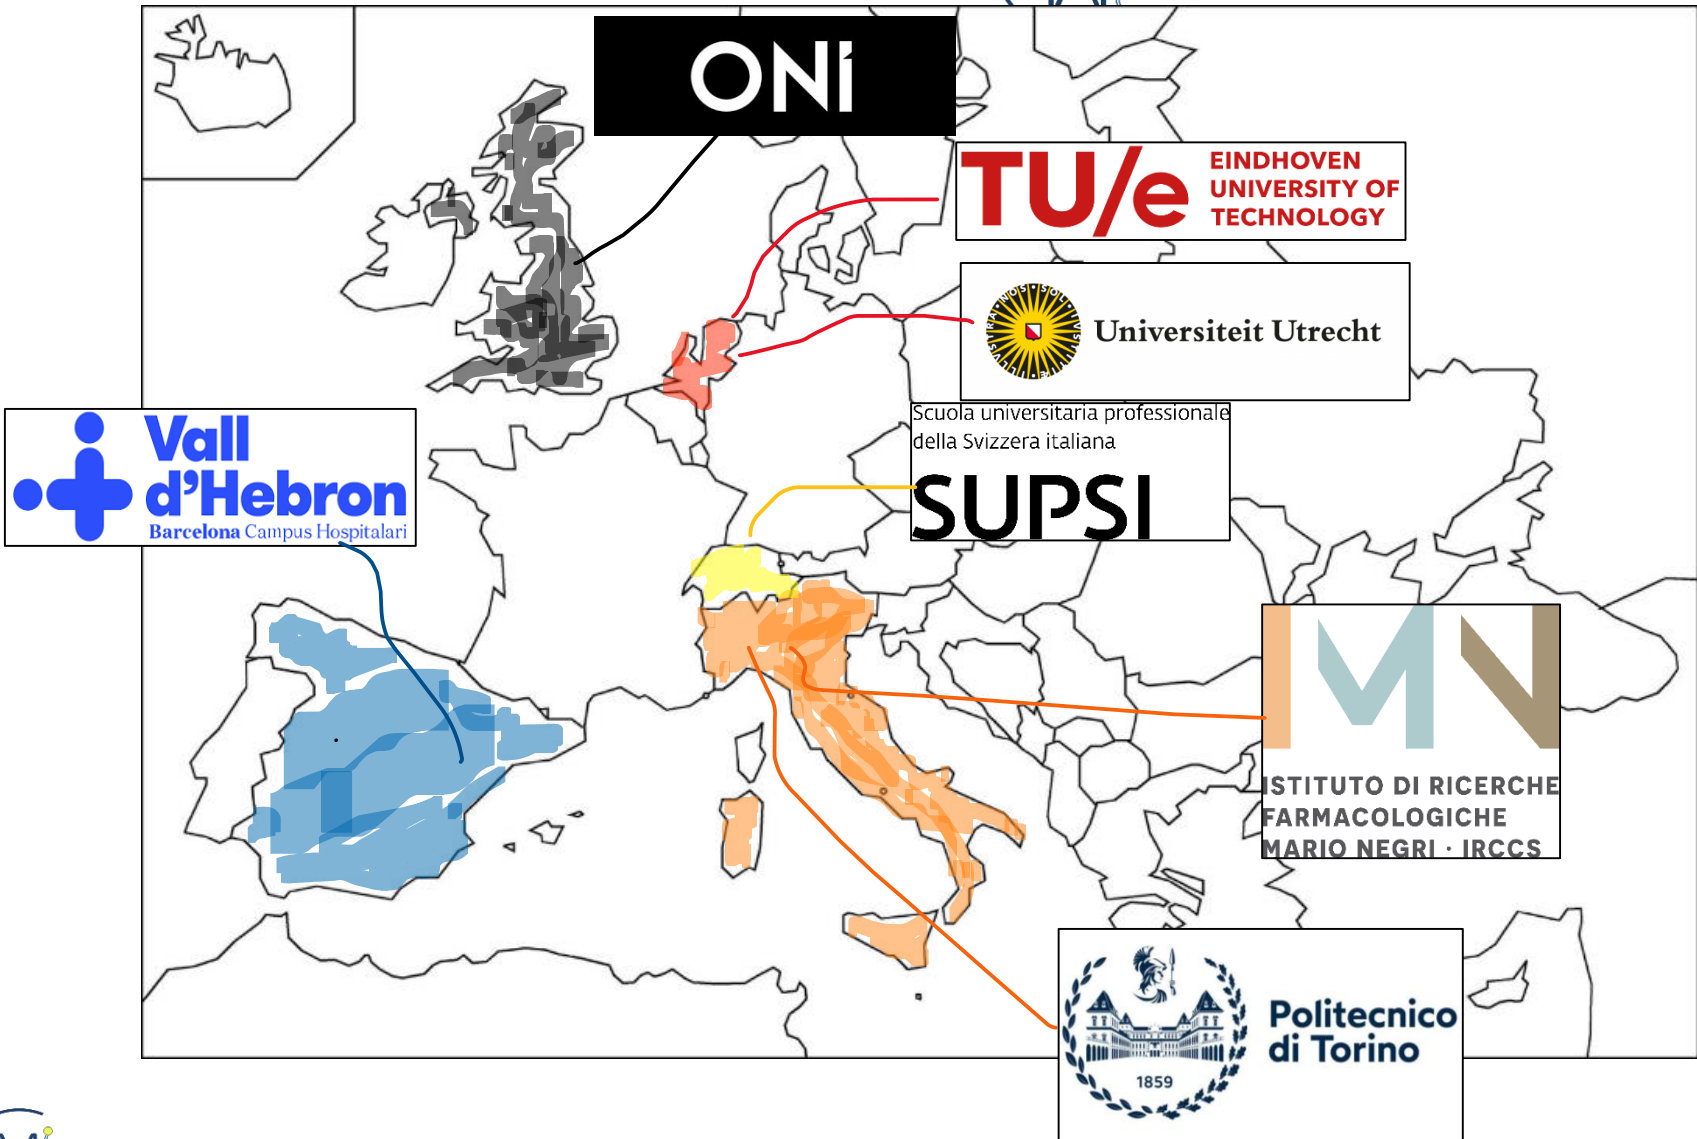 ONI
TU/e
EINDHOVEN
UNIVERSITY OF
TECHNOLOGY
Universiteit Utrecht
Scuola universitaria professionale
della Svizzera italiana
SUPSI
Vall
d'Hebron
Barcelona Campus Hospitalari
IMN
ISTITUTO DI RICERCHE
FARMACOLOGICHE
MARIO NEGRI · IRCCS
1859
Politecnico
di Torino